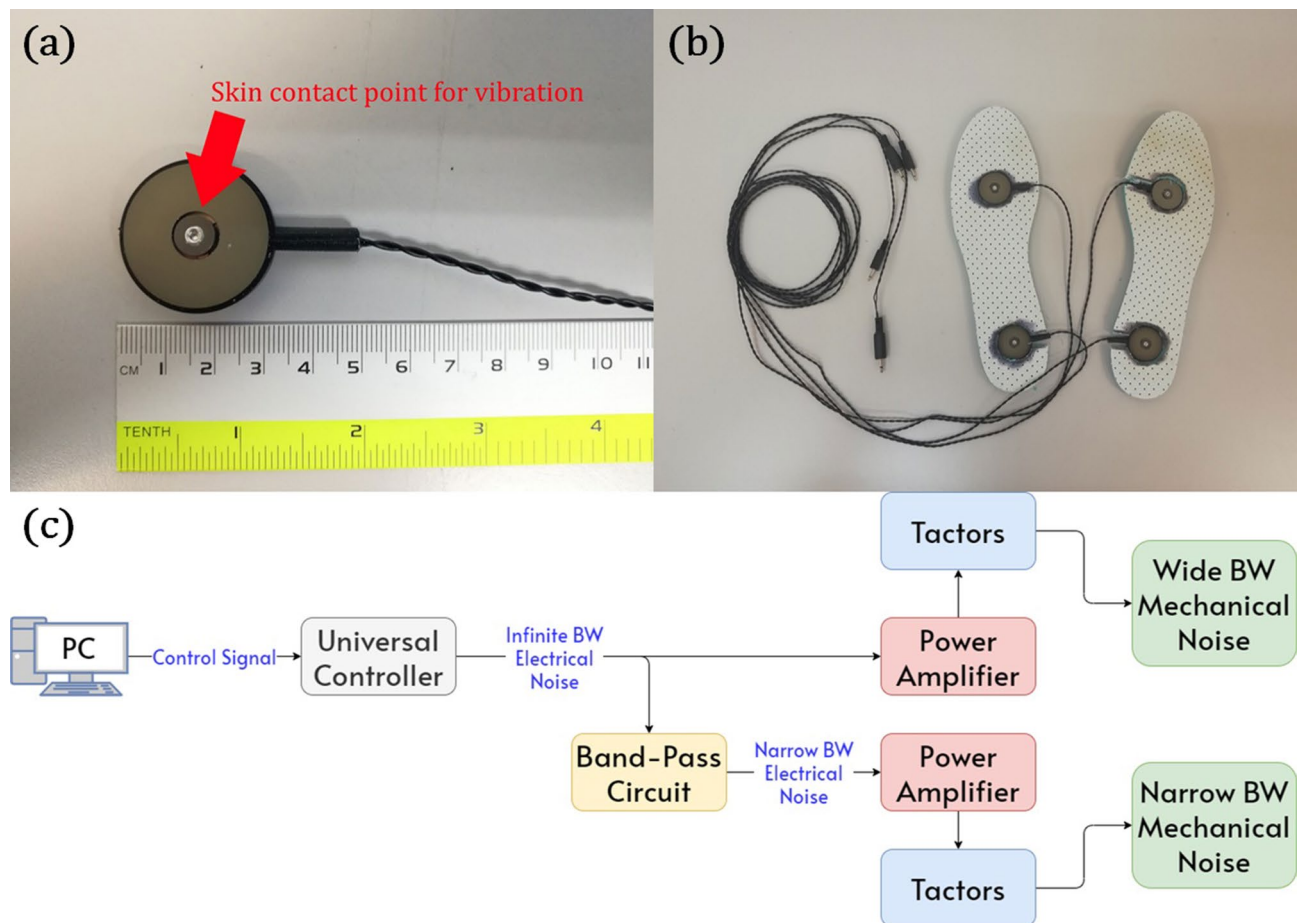 (a)
Skin contact point for vibration
CM 1 2 3 4 5 6 7 8 9 10 11
TENTH 1 2 3 4
(b)
(c)
PC
Control Signal
Universal
Controller
Infinite BW
Electrical
Noise
Band-Pass
Circuit
Narrow BW
Electrical
Noise
Tactors
Power
Amplifier
Wide BW
Mechanical
Noise
Power
Amplifier
Tactors
Narrow BW
Mechanical
Noise